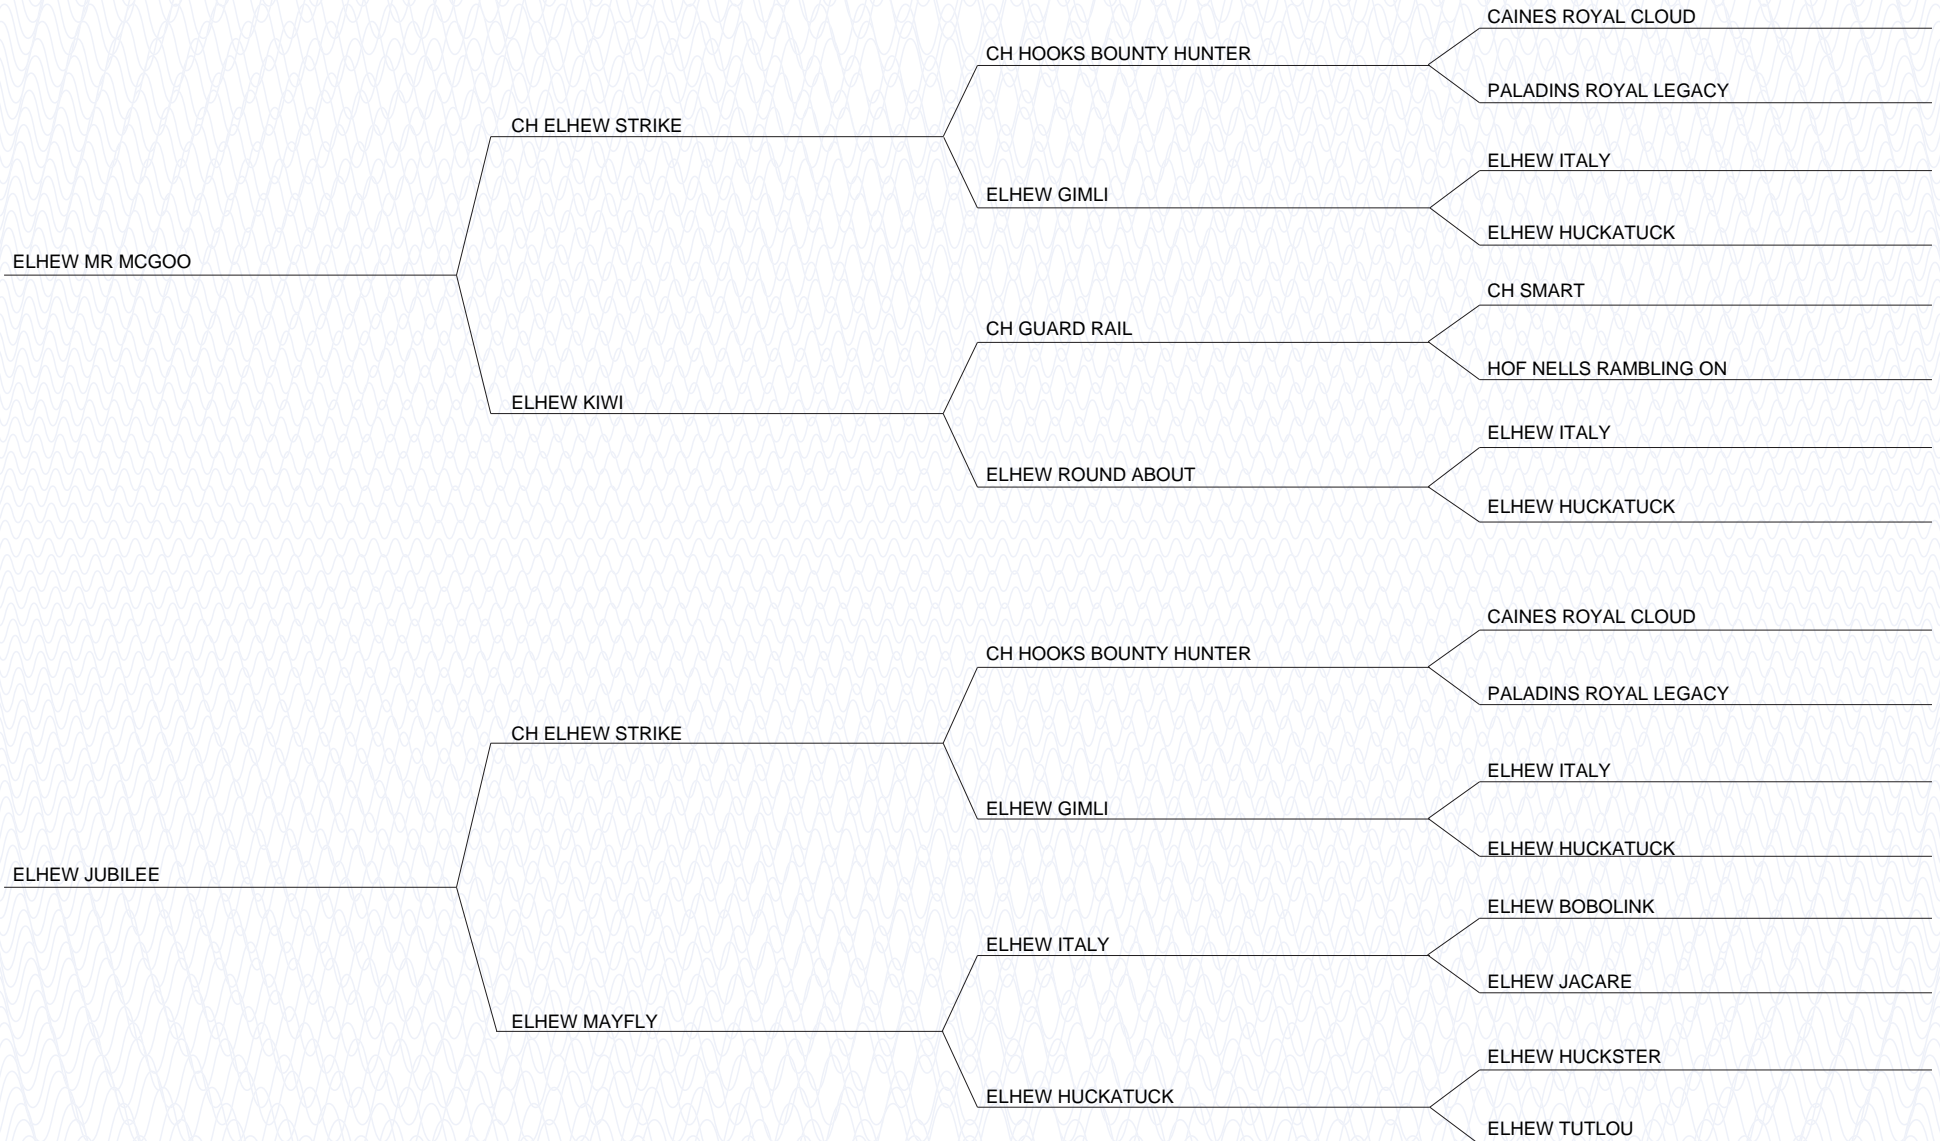 CAINES ROYAL CLOUD
CH HOOKS BOUNTY HUNTER
PALADINS ROYAL LEGACY
CH ELHEW STRIKE
ELHEW ITALY
ELHEW GIMLI
ELHEW HUCKATUCK
ELHEW MR MCGOO
CH SMART
CH GUARD RAIL
HOF NELLS RAMBLING ON
ELHEW KIWI
ELHEW ITALY
ELHEW ROUND ABOUT
ELHEW HUCKATUCK
CAINES ROYAL CLOUD
CH HOOKS BOUNTY HUNTER
PALADINS ROYAL LEGACY
CH ELHEW STRIKE
ELHEW ITALY
ELHEW GIMLI
ELHEW HUCKATUCK
ELHEW JUBILEE
ELHEW BOBOLINK
ELHEW ITALY
ELHEW JACARE
ELHEW MAYFLY
ELHEW HUCKSTER
ELHEW HUCKATUCK
ELHEW TUTLOU